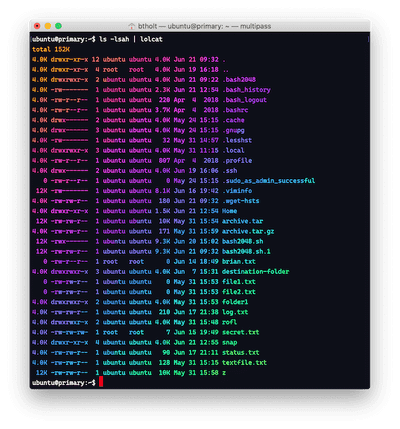 btholt — ubuntu@primary: ~ — multipass
ubuntu@primary:~$ ls -lsah | lolcat
total 152K
4.0K drwxr-xr-x 12 ubuntu ubuntu 4.0K Jun 21 09:32 .
4.0K drwxr-xr-x 4 root root 4.0K Jun 19 16:18 ..
4.0K drwxrwxr-x 2 ubuntu ubuntu 4.0K Jun 21 09:22 .bash2048
4.0K -rw------- 1 ubuntu ubuntu 2.3K Jun 21 12:54 .bash_history
4.0K -rw-r--r-- 1 ubuntu ubuntu 220 Apr 4 2018 .bash_logout
4.0K -rw-r--r-- 1 ubuntu ubuntu 3.7K Apr 4 2018 .bashrc
4.0K drwx------ 2 ubuntu ubuntu 4.0K May 24 15:15 .cache
4.0K drwx------ 3 ubuntu ubuntu 4.0K May 24 15:15 .gnupg
4.0K -rw------- 1 ubuntu ubuntu 32 May 31 14:57 .lesshst
4.0K drwxrwxr-x 3 ubuntu ubuntu 4.0K May 31 11:15 .local
4.0K -rw-r--r-- 1 ubuntu ubuntu 807 Apr 4 2018 .profile
4.0K drwx------ 2 ubuntu ubuntu 4.0K Jun 19 16:06 .ssh
0 -rw-r--r-- 1 ubuntu ubuntu 0 May 24 15:15 .sudo_as_admin_successful
12K -rw------- 1 ubuntu ubuntu 8.1K Jun 16 19:42 .viminfo
4.0K -rw-rw-r-- 1 ubuntu ubuntu 180 Jun 21 09:32 .wget-hsts
4.0K drwxr-xr-x 1 ubuntu ubuntu 1.5K Jun 21 12:54 Home
12K -rw-rw-r-- 1 ubuntu ubuntu 10K May 31 15:54 archive.tar
4.0K -rw-rw-r-- 1 ubuntu ubuntu 171 May 31 15:59 archive.tar.gz
12K -rwx------ 1 ubuntu ubuntu 9.3K Jun 20 15:02 bash2048.sh
12K -rw-rw-r-- 1 ubuntu ubuntu 9.3K Jun 21 09:32 bash2048.sh.1
0 -rw-r--r-- 1 root root 0 Jun 14 18:49 brian.txt
4.0K drwxrwxr-x 4 ubuntu ubuntu 4.0K Jun 7 15:31 destination-folder
0 -rw-rw-r-- 1 ubuntu ubuntu 0 May 31 15:53 file1.txt
0 -rw-rw-r-- 1 ubuntu ubuntu 0 May 31 15:53 file2.txt
4.0K drwxrwxr-x 2 ubuntu ubuntu 4.0K May 31 15:53 folder1
4.0K -rw-rw-r-- 1 ubuntu ubuntu 210 Jun 17 21:38 log.txt
4.0K drwxrwxr-x 2 ubuntu ubuntu 4.0K May 31 15:48 rofl
4.0K -rw-rw-rw- 1 root root 7 Jun 15 19:49 secret.txt
4.0K drwxr-xr-x 4 ubuntu ubuntu 4.0K Jun 21 12:55 snap
4.0K -rw-rw-r-- 1 ubuntu ubuntu 90 Jun 17 21:11 status.txt
4.0K -rw-rw-r-- 1 ubuntu ubuntu 128 May 31 15:15 textfile.txt
12K -rw-rw-r-- 1 ubuntu ubuntu 10K May 31 15:58 z
ubuntu@primary:~$